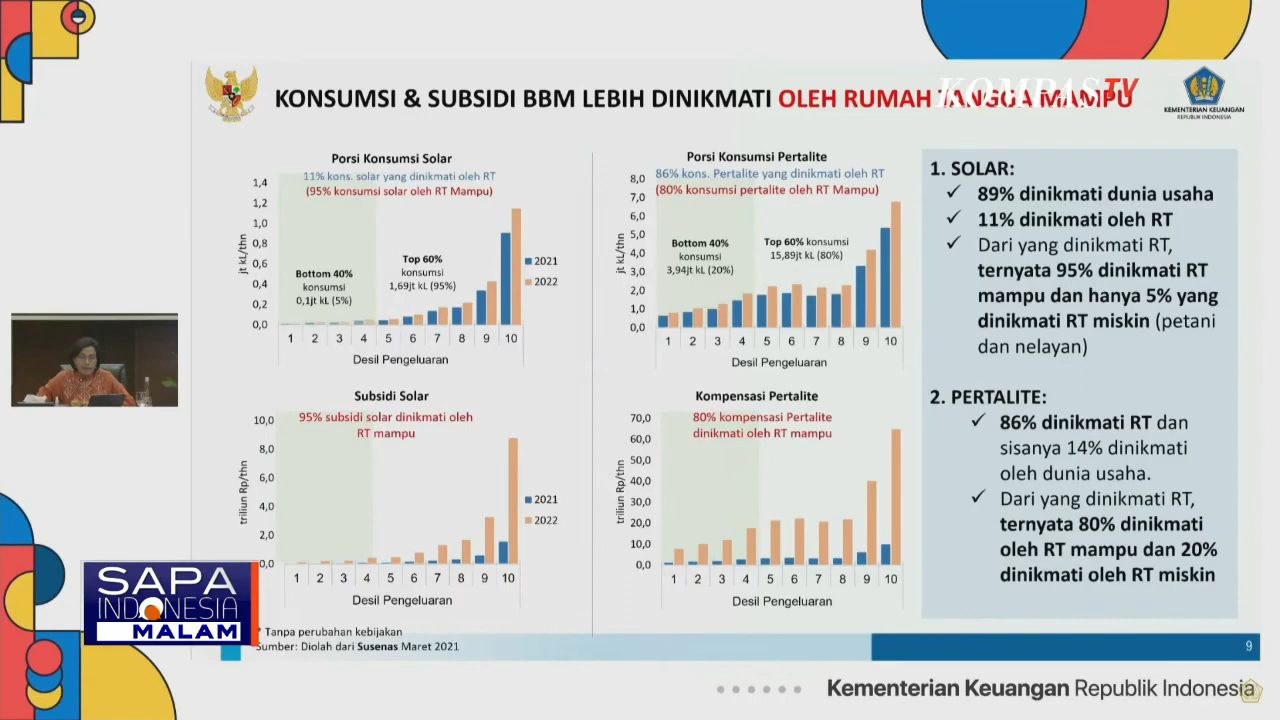 KONSUMSI & SUBSIDI BBM LEBIH DINIKMATI OLEH RUMAH TANGGA MAMPU
KOMPAS TV
KEMENTERIAN KEUANGAN
REPUBLIK INDONESIA
Porsi Konsumsi Solar
11% kons. solar yang dinikmati oleh RT
(95% konsumsi solar oleh RT Mampu)
1,4
1,2
1,0
0,8
0,6
0,4
0,2
0,0
jt kL/thn
Bottom 40%
konsumsi
0,1jt kL (5%)
Top 60%
konsumsi
1,69jt kL (95%)
2021
2022
1 2 3 4 5 6 7 8 9 10
Desil Pengeluaran
Porsi Konsumsi Pertalite
86% kons. Pertalite yang dinikmati oleh RT
(80% konsumsi pertalite oleh RT Mampu)
8,0
7,0
6,0
5,0
4,0
3,0
2,0
1,0
0,0
jt kL/thn
Bottom 40%
konsumsi
3,94jt kL (20%)
Top 60% konsumsi
15,89jt kL (80%)
1 2 3 4 5 6 7 8 9 10
Desil Pengeluaran
Subsidi Solar
95% subsidi solar dinikmati oleh
RT mampu
10,0
8,0
6,0
4,0
2,0
0,0
triliun Rp/thn
2021
2022
1 2 3 4 5 6 7 8 9 10
Desil Pengeluaran
Kompensasi Pertalite
80% kompensasi Pertalite
dinikmati oleh RT mampu
70,0
60,0
50,0
40,0
30,0
20,0
10,0
0,0
triliun Rp/thn
1 2 3 4 5 6 7 8 9 10
Desil Pengeluaran
1. SOLAR:
✓ 89% dinikmati dunia usaha
✓ 11% dinikmati oleh RT
✓ Dari yang dinikmati RT,
ternyata 95% dinikmati RT
mampu dan hanya 5% yang
dinikmati RT miskin (petani
dan nelayan)
2. PERTALITE:
✓ 86% dinikmati RT dan
sisanya 14% dinikmati
oleh dunia usaha.
✓ Dari yang dinikmati RT,
ternyata 80% dinikmati
oleh RT mampu dan 20%
dinikmati oleh RT miskin
SAPA
INDONESIA
MALAM
* Tanpa perubahan kebijakan
Sumber: Diolah dari Susenas Maret 2021
9
Kementerian Keuangan Republik Indonesia